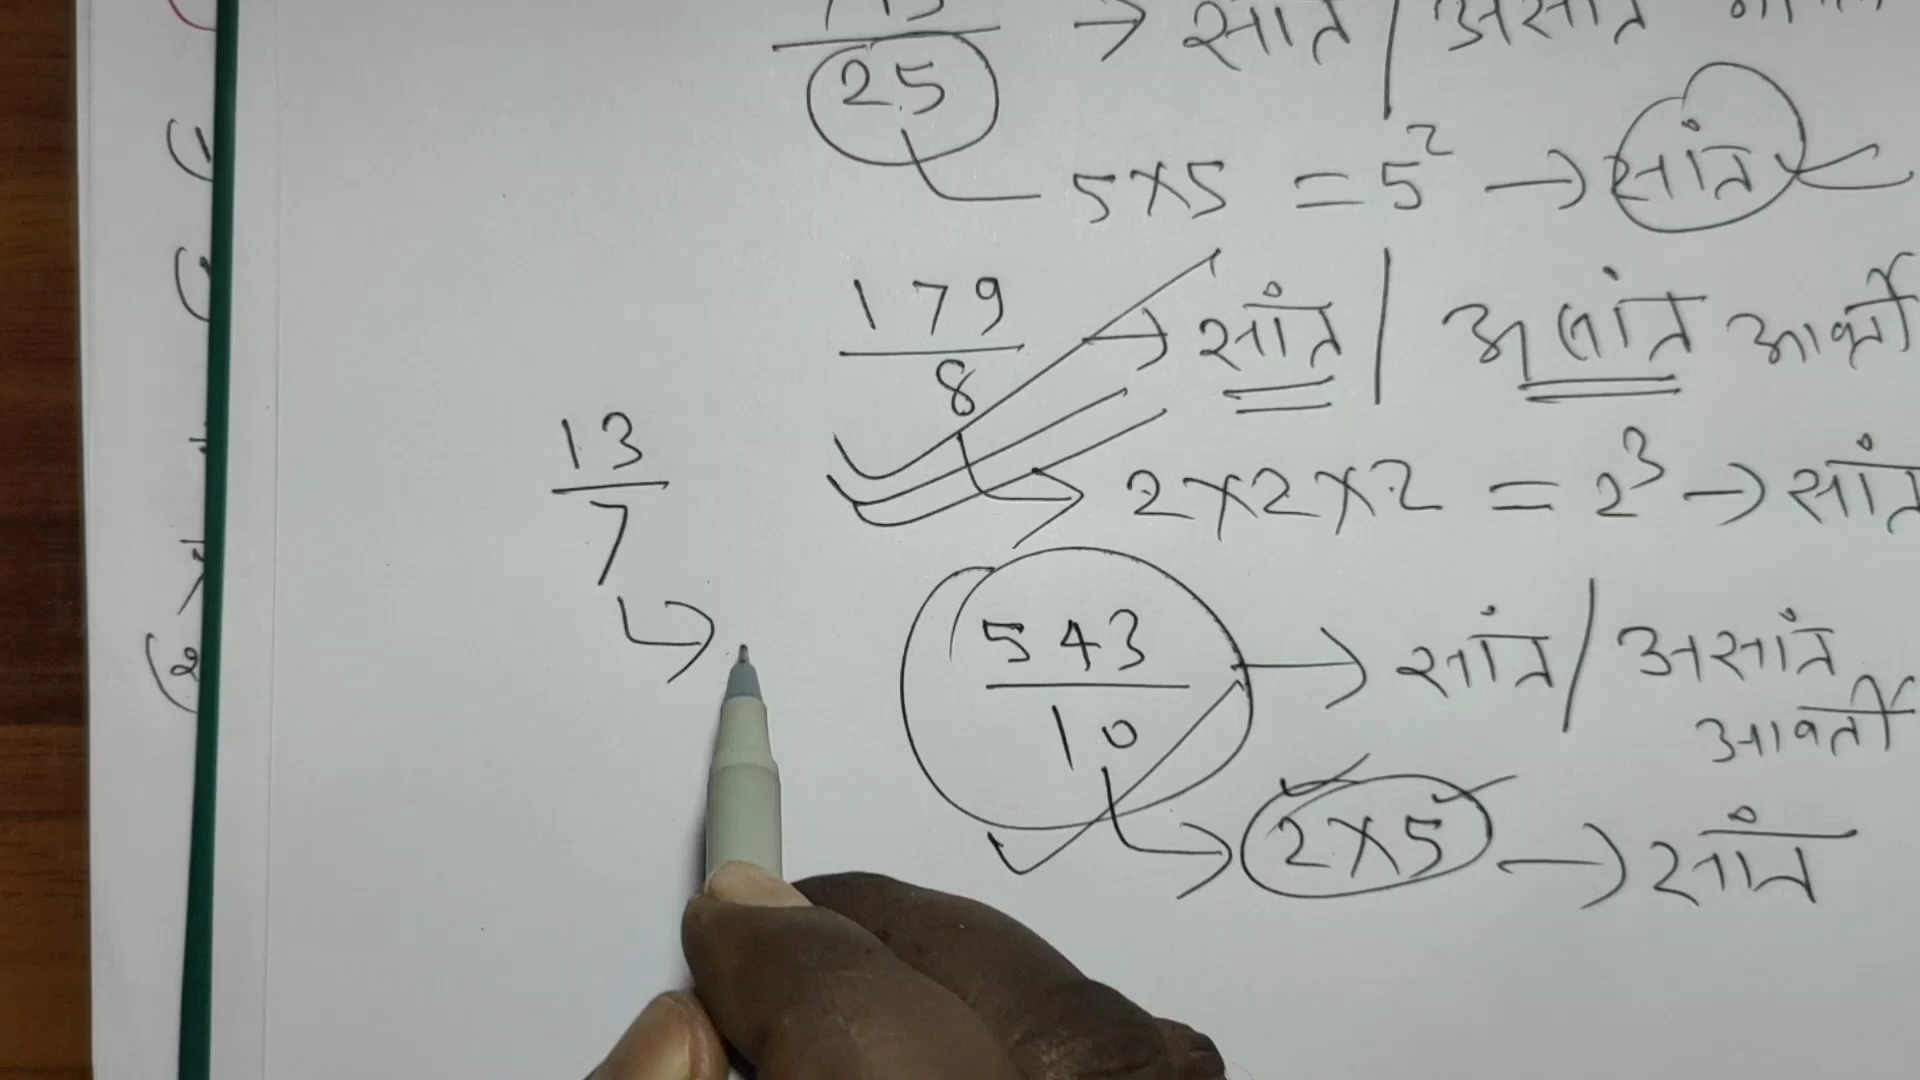 25 → सांत / असांत
5×5 = 5² → सांत
179/8 → सांत / असांत आवर्ती
2×2×2 = 2³ → सांत
13/7
543/10 → सांत / असांत
आवर्ती
2×5 → सांत